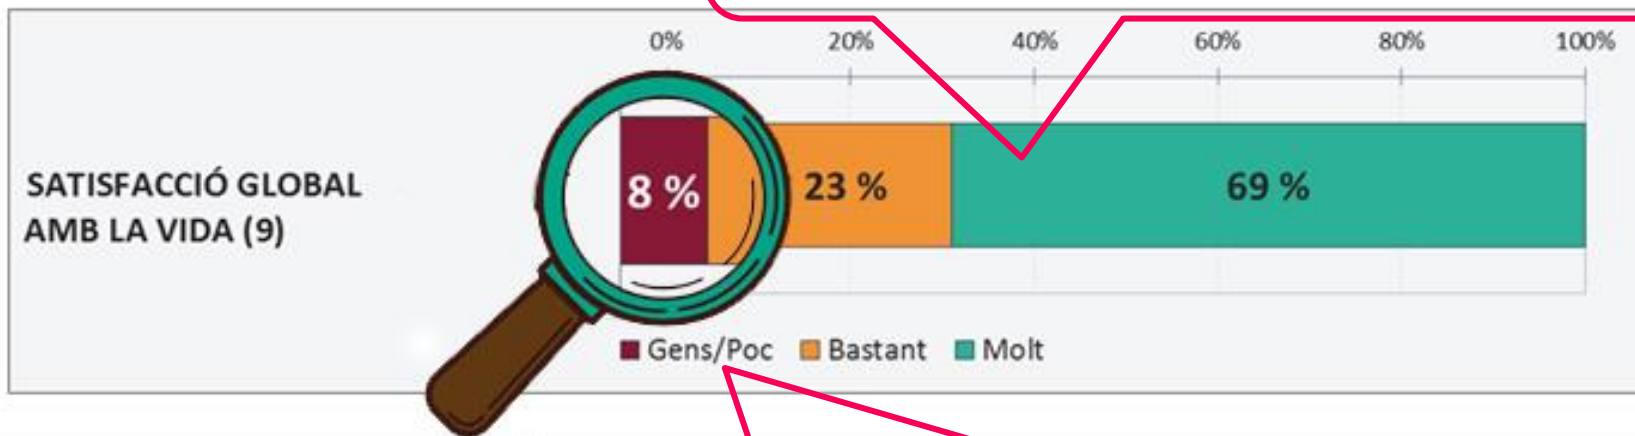 0% 20% 40% 60% 80% 100%
SATISFACCIÓ GLOBAL
AMB LA VIDA (9)
8 % 23 % 69 %
Gens/Poc Bastant Molt